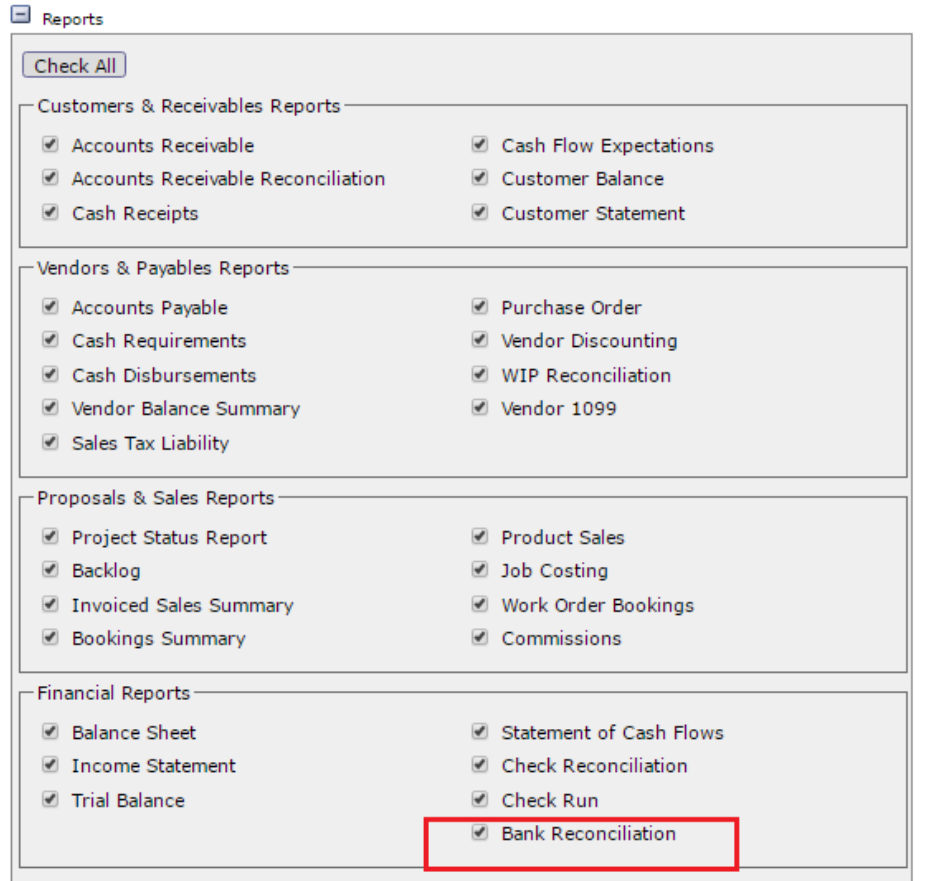 Reports
Check All
Customers & Receivables Reports
Accounts Receivable
Cash Flow Expectations
Accounts Receivable Reconciliation
Customer Balance
Cash Receipts
Customer Statement
Vendors & Payables Reports
Accounts Payable
Purchase Order
Cash Requirements
Vendor Discounting
Cash Disbursements
WIP Reconciliation
Vendor Balance Summary
Vendor 1099
Sales Tax Liability
Proposals & Sales Reports
Project Status Report
Product Sales
Backlog
Job Costing
Invoiced Sales Summary
Work Order Bookings
Bookings Summary
Commissions
Financial Reports
Balance Sheet
Statement of Cash Flows
Income Statement
Check Reconciliation
Trial Balance
Check Run
Bank Reconciliation